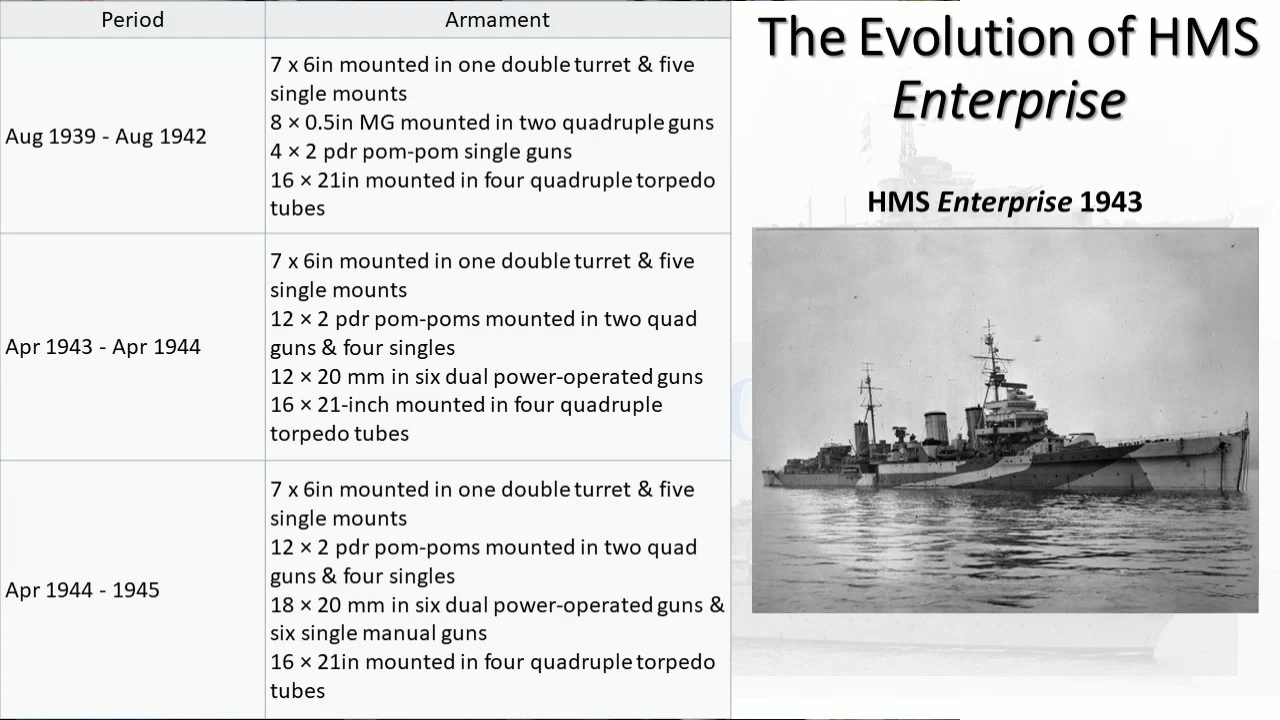 Period
Armament
Aug 1939 - Aug 1942
7 x 6in mounted in one double turret & five
single mounts
8 × 0.5in MG mounted in two quadruple guns
4 × 2 pdr pom-pom single guns
16 × 21in mounted in four quadruple torpedo
tubes
Apr 1943 - Apr 1944
7 x 6in mounted in one double turret & five
single mounts
12 × 2 pdr pom-poms mounted in two quad
guns & four singles
12 × 20 mm in six dual power-operated guns
16 × 21-inch mounted in four quadruple
torpedo tubes
Apr 1944 - 1945
7 x 6in mounted in one double turret & five
single mounts
12 × 2 pdr pom-poms mounted in two quad
guns & four singles
18 × 20 mm in six dual power-operated guns &
six single manual guns
16 × 21in mounted in four quadruple torpedo
tubes
The Evolution of HMS
Enterprise
HMS Enterprise 1943